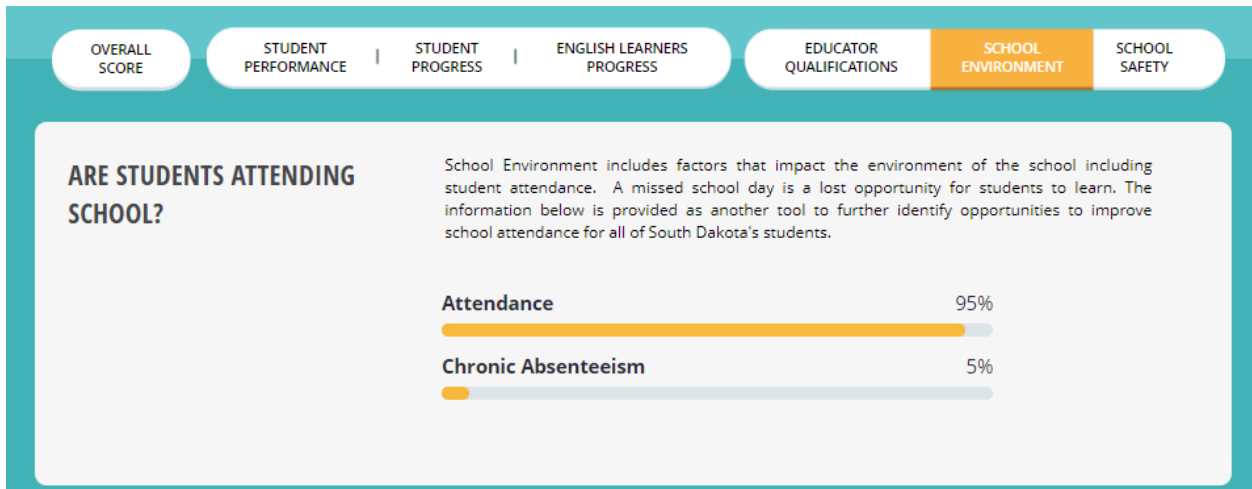 OVERALL
SCORE
STUDENT
PERFORMANCE
STUDENT
PROGRESS
ENGLISH LEARNERS
PROGRESS
EDUCATOR
QUALIFICATIONS
SCHOOL
ENVIRONMENT
SCHOOL
SAFETY
ARE STUDENTS ATTENDING
SCHOOL?
School Environment includes factors that impact the environment of the school including
student attendance. A missed school day is a lost opportunity for students to learn. The
information below is provided as another tool to further identify opportunities to improve
school attendance for all of South Dakota's students.
Attendance 95%
Chronic Absenteeism 5%